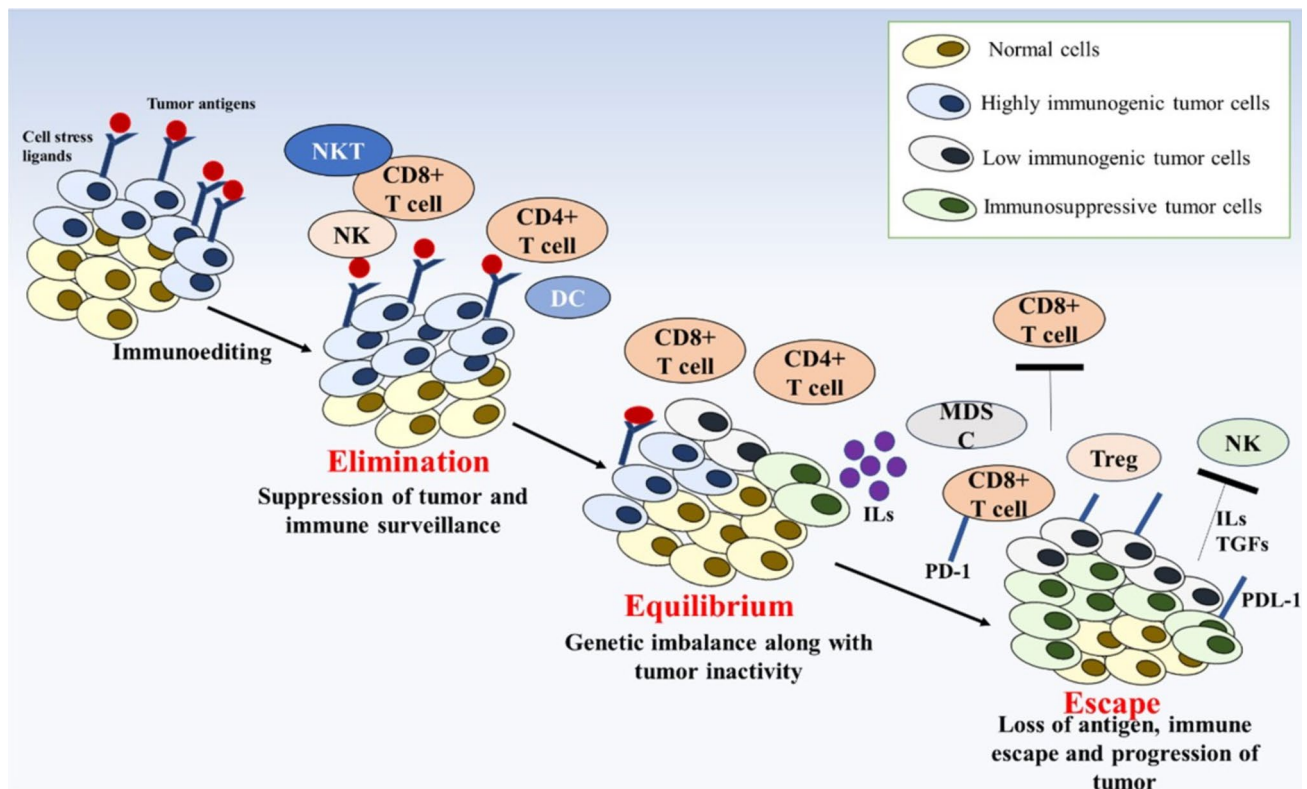 Normal cells
Highly immunogenic tumor cells
Low immunogenic tumor cells
Immunosuppressive tumor cells
Tumor antigens
Cell stress
ligands
NKT
CD8+
T cell
NK
CD4+
T cell
DC
Immunoediting
Elimination
Suppression of tumor and
immune surveillance
CD8+
T cell
CD4+
T cell
ILs
Equilibrium
Genetic imbalance along with
tumor inactivity
CD8+
T cell
MDS
C
Treg
NK
CD8+
T cell
PD-1
ILs
TGFs
PDL-1
Escape
Loss of antigen, immune
escape and progression of
tumor